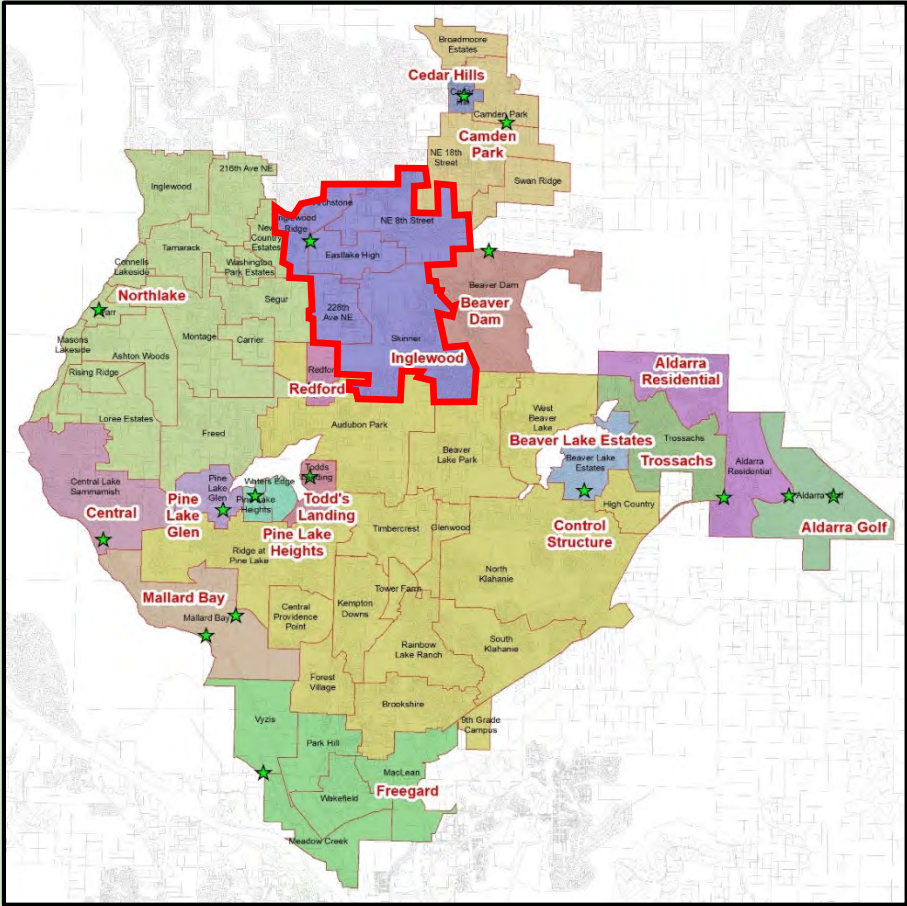 Broadmoore
Estates
Cedar Hills
Camden Park
Camden
Park
NE 18th
Street
Swan Ridge
216th Ave NE
Inglewood
Inglewood
Ridge
NE 8th Street
New
Country
Estates
Tamarack
Eastlake High
Washington
Park Estates
Connells
Lakeside
Beaver Dam
Northlake
Segur
Beaver
Dam
228th
Ave NE
Montage
Carrier
Skinner
Masons
Lakeside
Ashton Woods
Inglewood
Aldarra
Residential
Rising Ridge
Redford
Redford
Loree Estates
West
Beaver
Lake
Audubon Park
Freed
Beaver Lake Estates
Trossachs
Beaver
Lake Park
Beaver Lake
Estates
Trossachs
Aldarra
Residential
Todds
Landing
Central Lake
Sammamish
Pine
Lake
Glen
Waters Edge
Pine Lake
Heights
Pine
Lake
Glen
Todd's
Landing
High Country
Aldarra Golf
Central
Control
Structure
Aldarra Golf
Timbercrest
Glenwood
Pine Lake
Heights
Ridge at
Pine Lake
North
Klahanie
Tower Farm
Mallard Bay
Mallard Bay
Central
Providence
Point
Kempton
Downs
South
Klahanie
Rainbow
Lake Ranch
Forest
Village
Brookshire
Vyzis
9th Grade
Campus
Park Hill
MacLean
Freegard
Wakefield
Meadow Creek